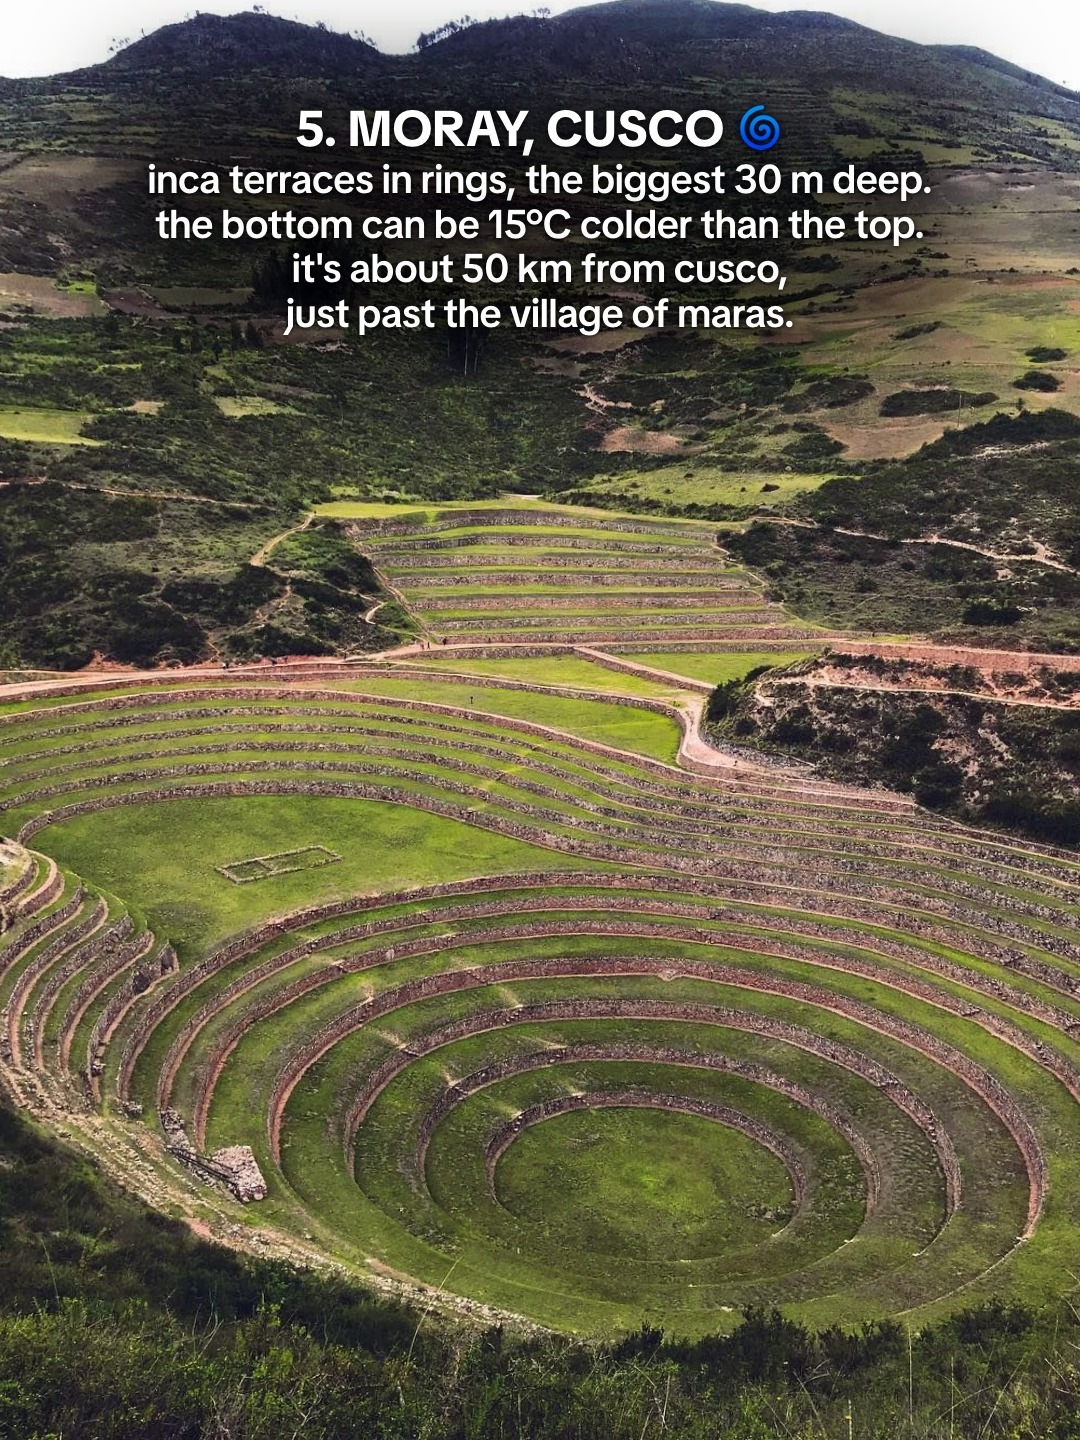 5. MORAY, CUSCO 🌀
inca terraces in rings, the biggest 30 m deep.
the bottom can be 15°C colder than the top.
it's about 50 km from cusco,
just past the village of maras.